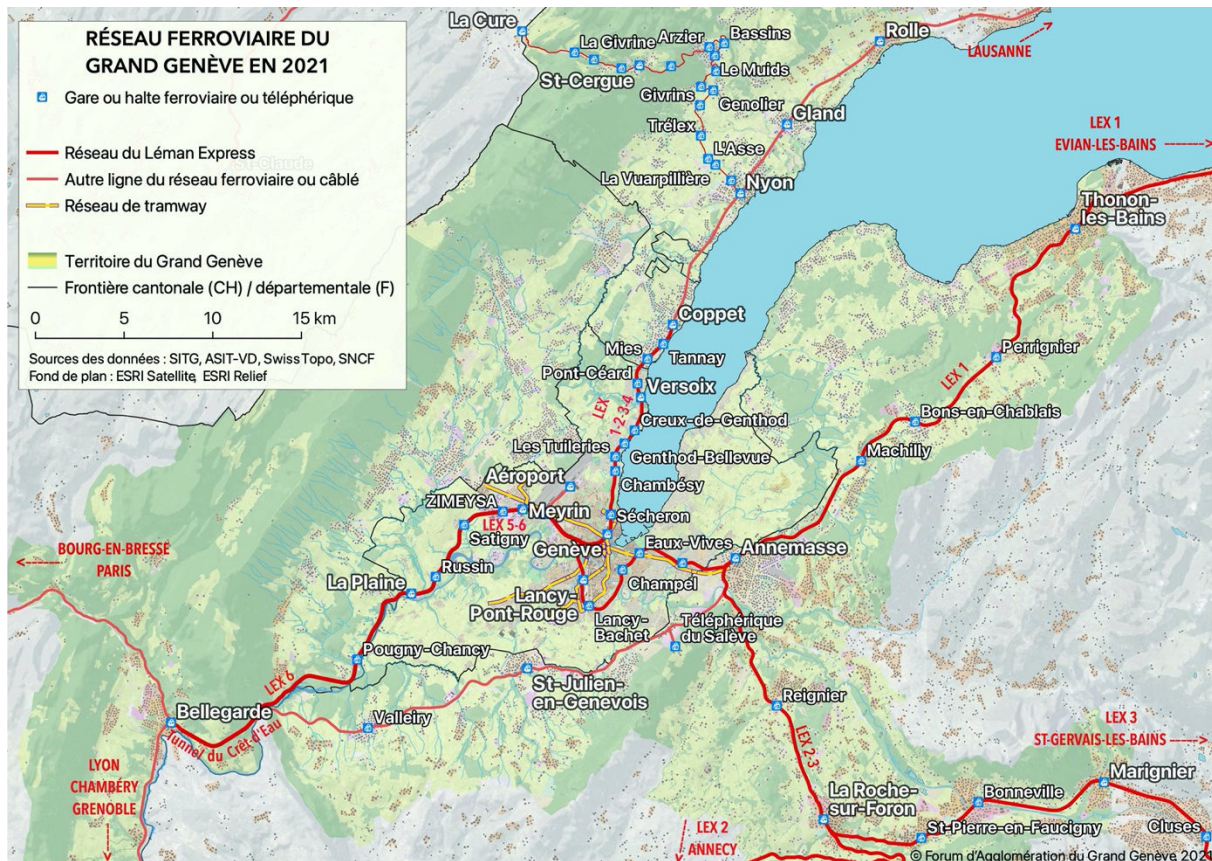 RÉSEAU FERROVIAIRE DU
GRAND GENÈVE EN 2021
Gare ou halte ferroviaire ou téléphérique
Réseau du Léman Express
Autre ligne du réseau ferroviaire ou câblé
Réseau de tramway
Territoire du Grand Genève
Frontière cantonale (CH) / départementale (F)
0 5 10 15 km
Sources des données : SITG, ASIT-VD, Swiss Topo, SNCF
Fond de plan : ESRI Satellite, ESRI Relief
St-Claude
La Cure
La Givrine
Arzier
Bassins
Rolle
LAUSANNE
St-Cergue
Le Muids
Givrins
Genolier
Gland
Trélex
L'Asse
La Vuarpillière
Nyon
LEX 1
EVIAN-LES-BAINS
Thonon-
les-Bains
Coppet
Mies
Tannay
Pont-Céard
Versoix
Perrignier
LEX 1
LEX
1-2-3-4
Creux-de-Genthod
Bons-en-Chablais
Les Tuileries
Genthod-Bellevue
Machilly
Aéroport
Chambésy
ZIMEYSA
Meyrin
Sécheron
LEX 5-6
Satigny
Genève
Eaux-Vives
Annemasse
BOURG-EN-BRESSE
PARIS
Russin
Champel
La Plaine
Lancy-
Pont-Rouge
Lancy-
Bachet
Téléphérique
du Salève
Pougny-Chancy
St-Julien-
en-Genevois
LEX 6
Bellegarde
Valleiry
Reignier
Tunnel du Crêt d'Eau
LEX 2-3
LEX 3
ST-GERVAIS-LES-BAINS
LYON
CHAMBÉRY
GRENOBLE
La Roche-
sur-Foron
Bonneville
Marignier
LEX 2
ANNECY
St-Pierre-en-Faucigny
Cluses
© Forum d'Agglomération du Grand Genève 2021